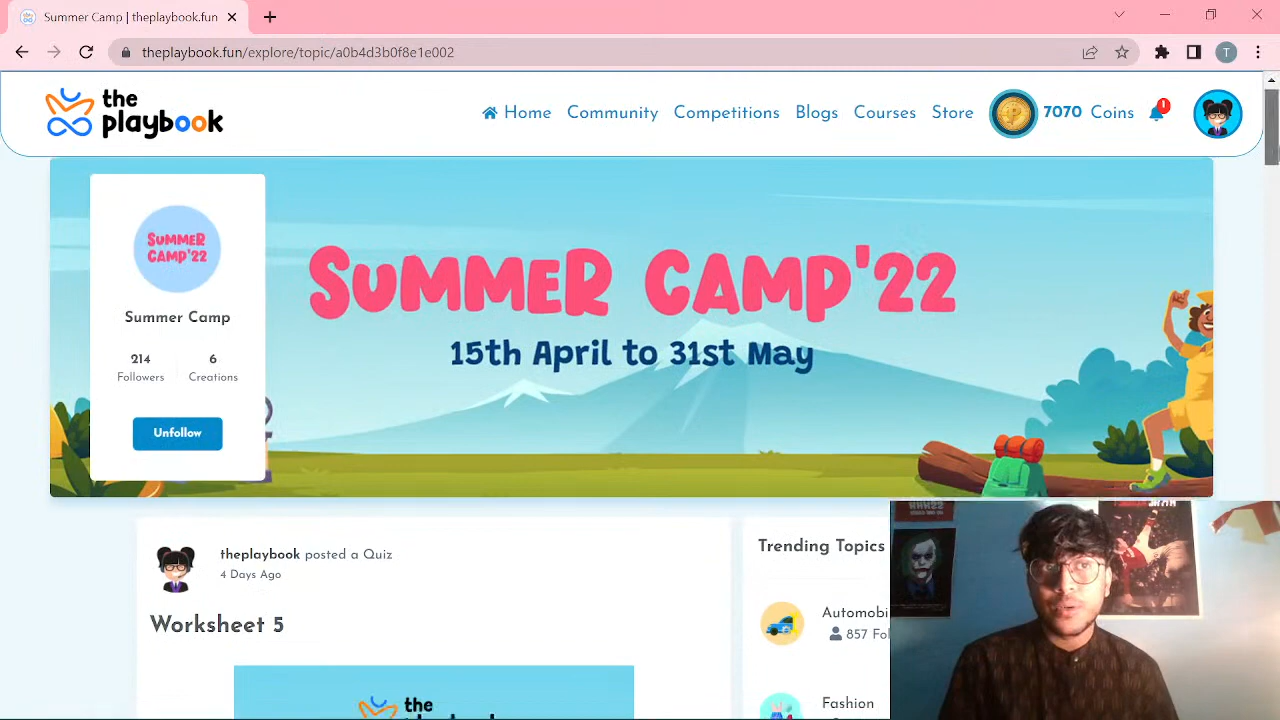 Summer Camp | theplaybook.fun
theplaybook.fun/explore/topic/a0b4d3b0f8e1e002
T
the
playbook
Home
Community
Competitions
Blogs
Courses
Store
7070 Coins
1
SUMMER
CAMP'22
Summer Camp
214
Followers
6
Creations
Unfollow
SUMMER CAMP'22
15th April to 31st May
theplaybook posted a Quiz
4 Days Ago
Worksheet 5
the
Trending Topics
Automobi
857 Fol
Fashion